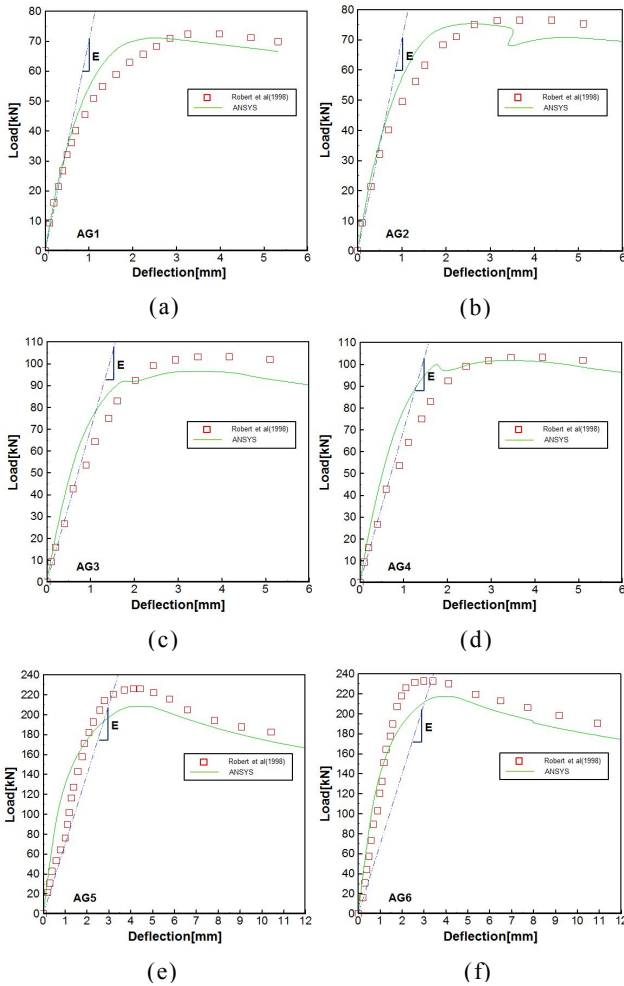 80
70
60
50
40
30
20
10
0
Load[kN]
E
Robert et al(1998)
ANSYS
AG1
0 1 2 3 4 5 6
Deflection[mm]
(a)
80
70
60
50
40
30
20
10
0
Load[kN]
E
Robert et al(1998)
ANSYS
AG2
0 1 2 3 4 5 6
Deflection[mm]
(b)
110
100
90
80
70
60
50
40
30
20
10
0
Load[kN]
E
Robert et al(1998)
ANSYS
AG3
0 1 2 3 4 5 6
Deflection[mm]
(c)
110
100
90
80
70
60
50
40
30
20
10
0
Load[kN]
E
Robert et al(1998)
ANSYS
AG4
0 1 2 3 4 5 6
Deflection[mm]
(d)
240
220
200
180
160
140
120
100
80
60
40
20
0
Load[kN]
E
Robert et al(1998)
ANSYS
AG5
0 1 2 3 4 5 6 7 8 9 10 11 12
Deflection[mm]
(e)
240
220
200
180
160
140
120
100
80
60
40
20
0
Load[kN]
E
Robert et al(1998)
ANSYS
AG6
0 1 2 3 4 5 6 7 8 9 10 11 12
Deflection[mm]
(f)